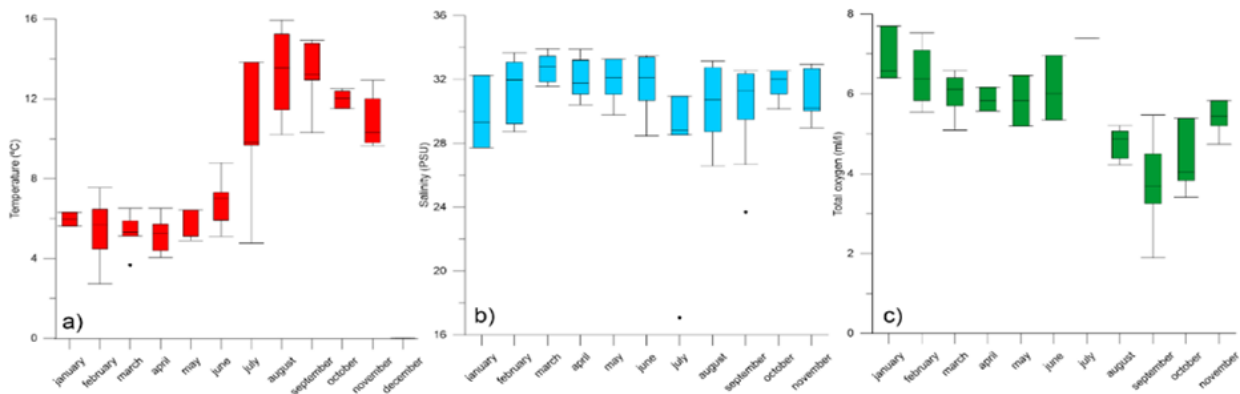 Temperature (ºC)
16
12
8
4
0
a)
january
february
march
april
may
june
july
august
september
october
november
december
Salinity (PSU)
36
32
28
24
20
16
b)
january
february
march
april
may
june
july
august
september
october
november
Total oxygen (ml/l)
8
6
4
2
0
c)
january
february
march
april
may
june
july
august
september
october
november